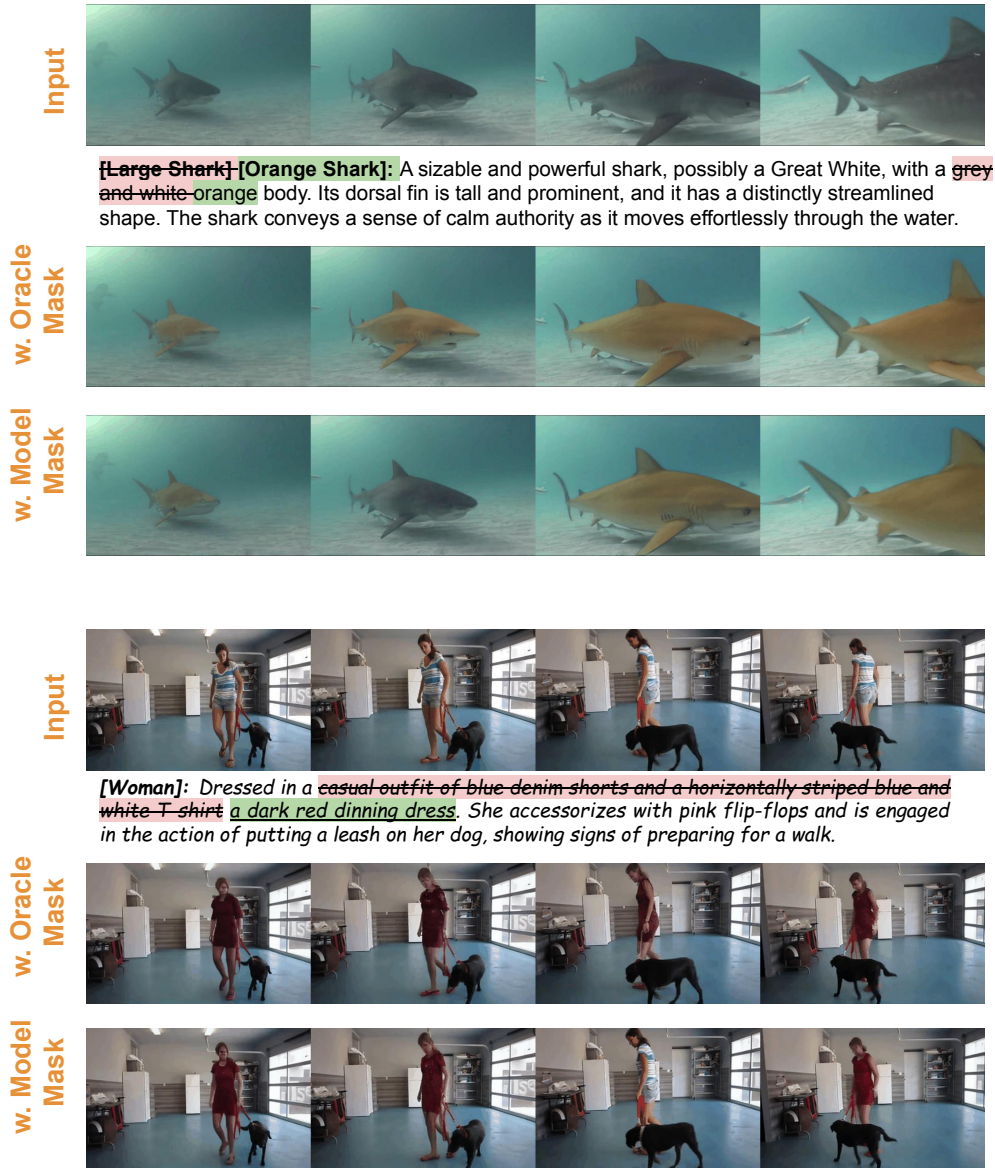 Input
[Large Shark] [Orange Shark]: A sizable and powerful shark, possibly a Great White, with a grey
and white orange body. Its dorsal fin is tall and prominent, and it has a distinctly streamlined
shape. The shark conveys a sense of calm authority as it moves effortlessly through the water.
w. Oracle
Mask
w. Model
Mask
Input
[Woman]: Dressed in a casual outfit of blue denim shorts and a horizontally striped blue and
white T-shirt a dark red dinning dress. She accessorizes with pink flip-flops and is engaged
in the action of putting a leash on her dog, showing signs of preparing for a walk.
w. Oracle
Mask
w. Model
Mask